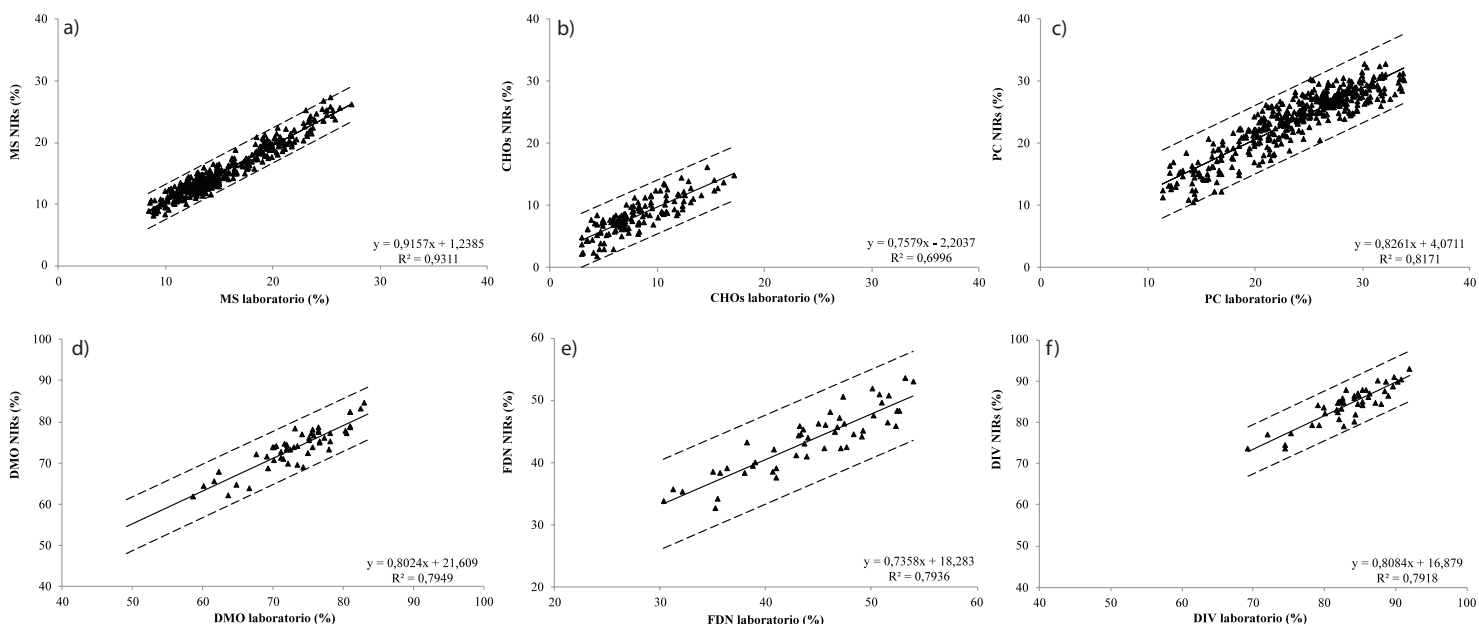 a)
40
30
20
10
0
MS NIRs (%)
0 10 20 30 40
MS laboratorio (%)
y = 0,9157x + 1,2385
R² = 0,9311
b)
40
30
20
10
0
CHOs NIRs (%)
0 10 20 30 40
CHOs laboratorio (%)
y = 0,7579x - 2,2037
R² = 0,6996
c)
40
30
20
10
0
PC NIRs (%)
0 10 20 30 40
PC laboratorio (%)
y = 0,8261x + 4,0711
R² = 0,8171
d)
100
90
80
70
60
50
40
DMO NIRs (%)
40 50 60 70 80 90 100
DMO laboratorio (%)
y = 0,8024x + 21,609
R² = 0,7949
e)
60
50
40
30
20
FDN NIRs (%)
20 30 40 50 60
FDN laboratorio (%)
y = 0,7358x + 18,283
R² = 0,7936
f)
100
90
80
70
60
50
40
DIV NIRs (%)
40 50 60 70 80 90 100
DIV laboratorio (%)
y = 0,8084x + 16,879
R² = 0,7918